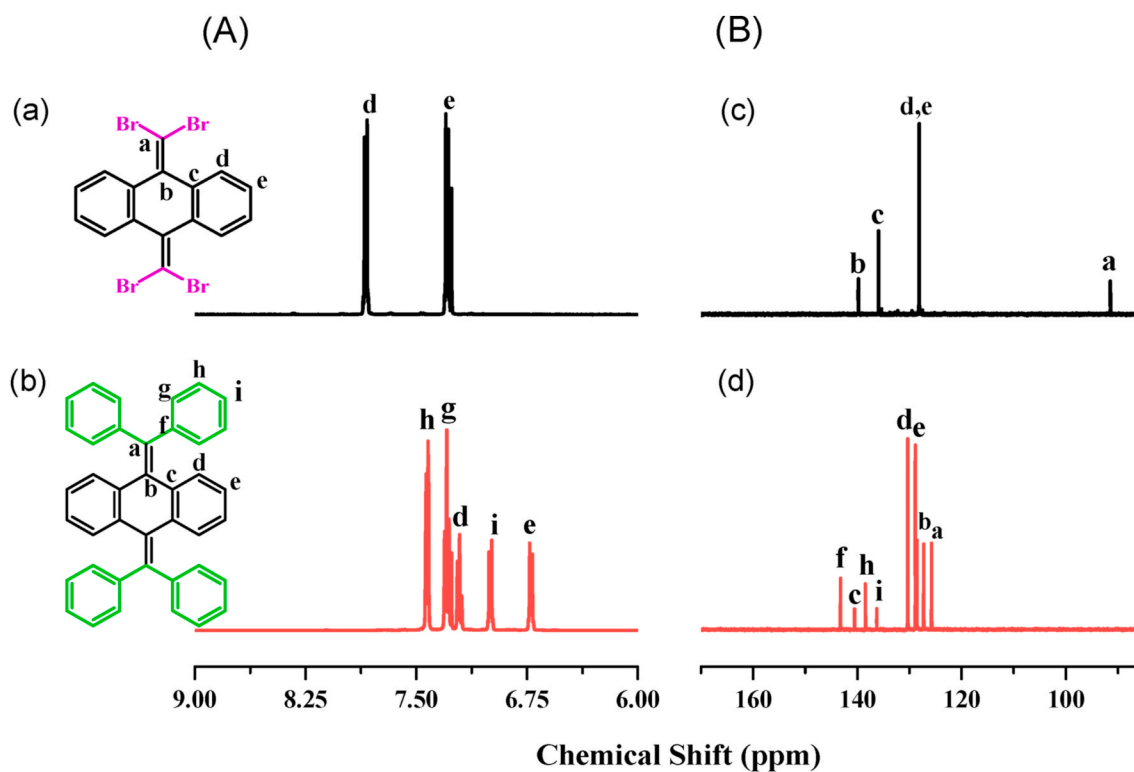 (A) (B)
(a) (c)
Br Br
a
d
c
e
b
Br Br
d e
d,e
c
b
a
(b) (d)
h
g
i
f
a
d
c
e
b
h g
d i e
d e
b a
f
c h i
9.00 8.25 7.50 6.75 6.00
160 140 120 100
Chemical Shift (ppm)